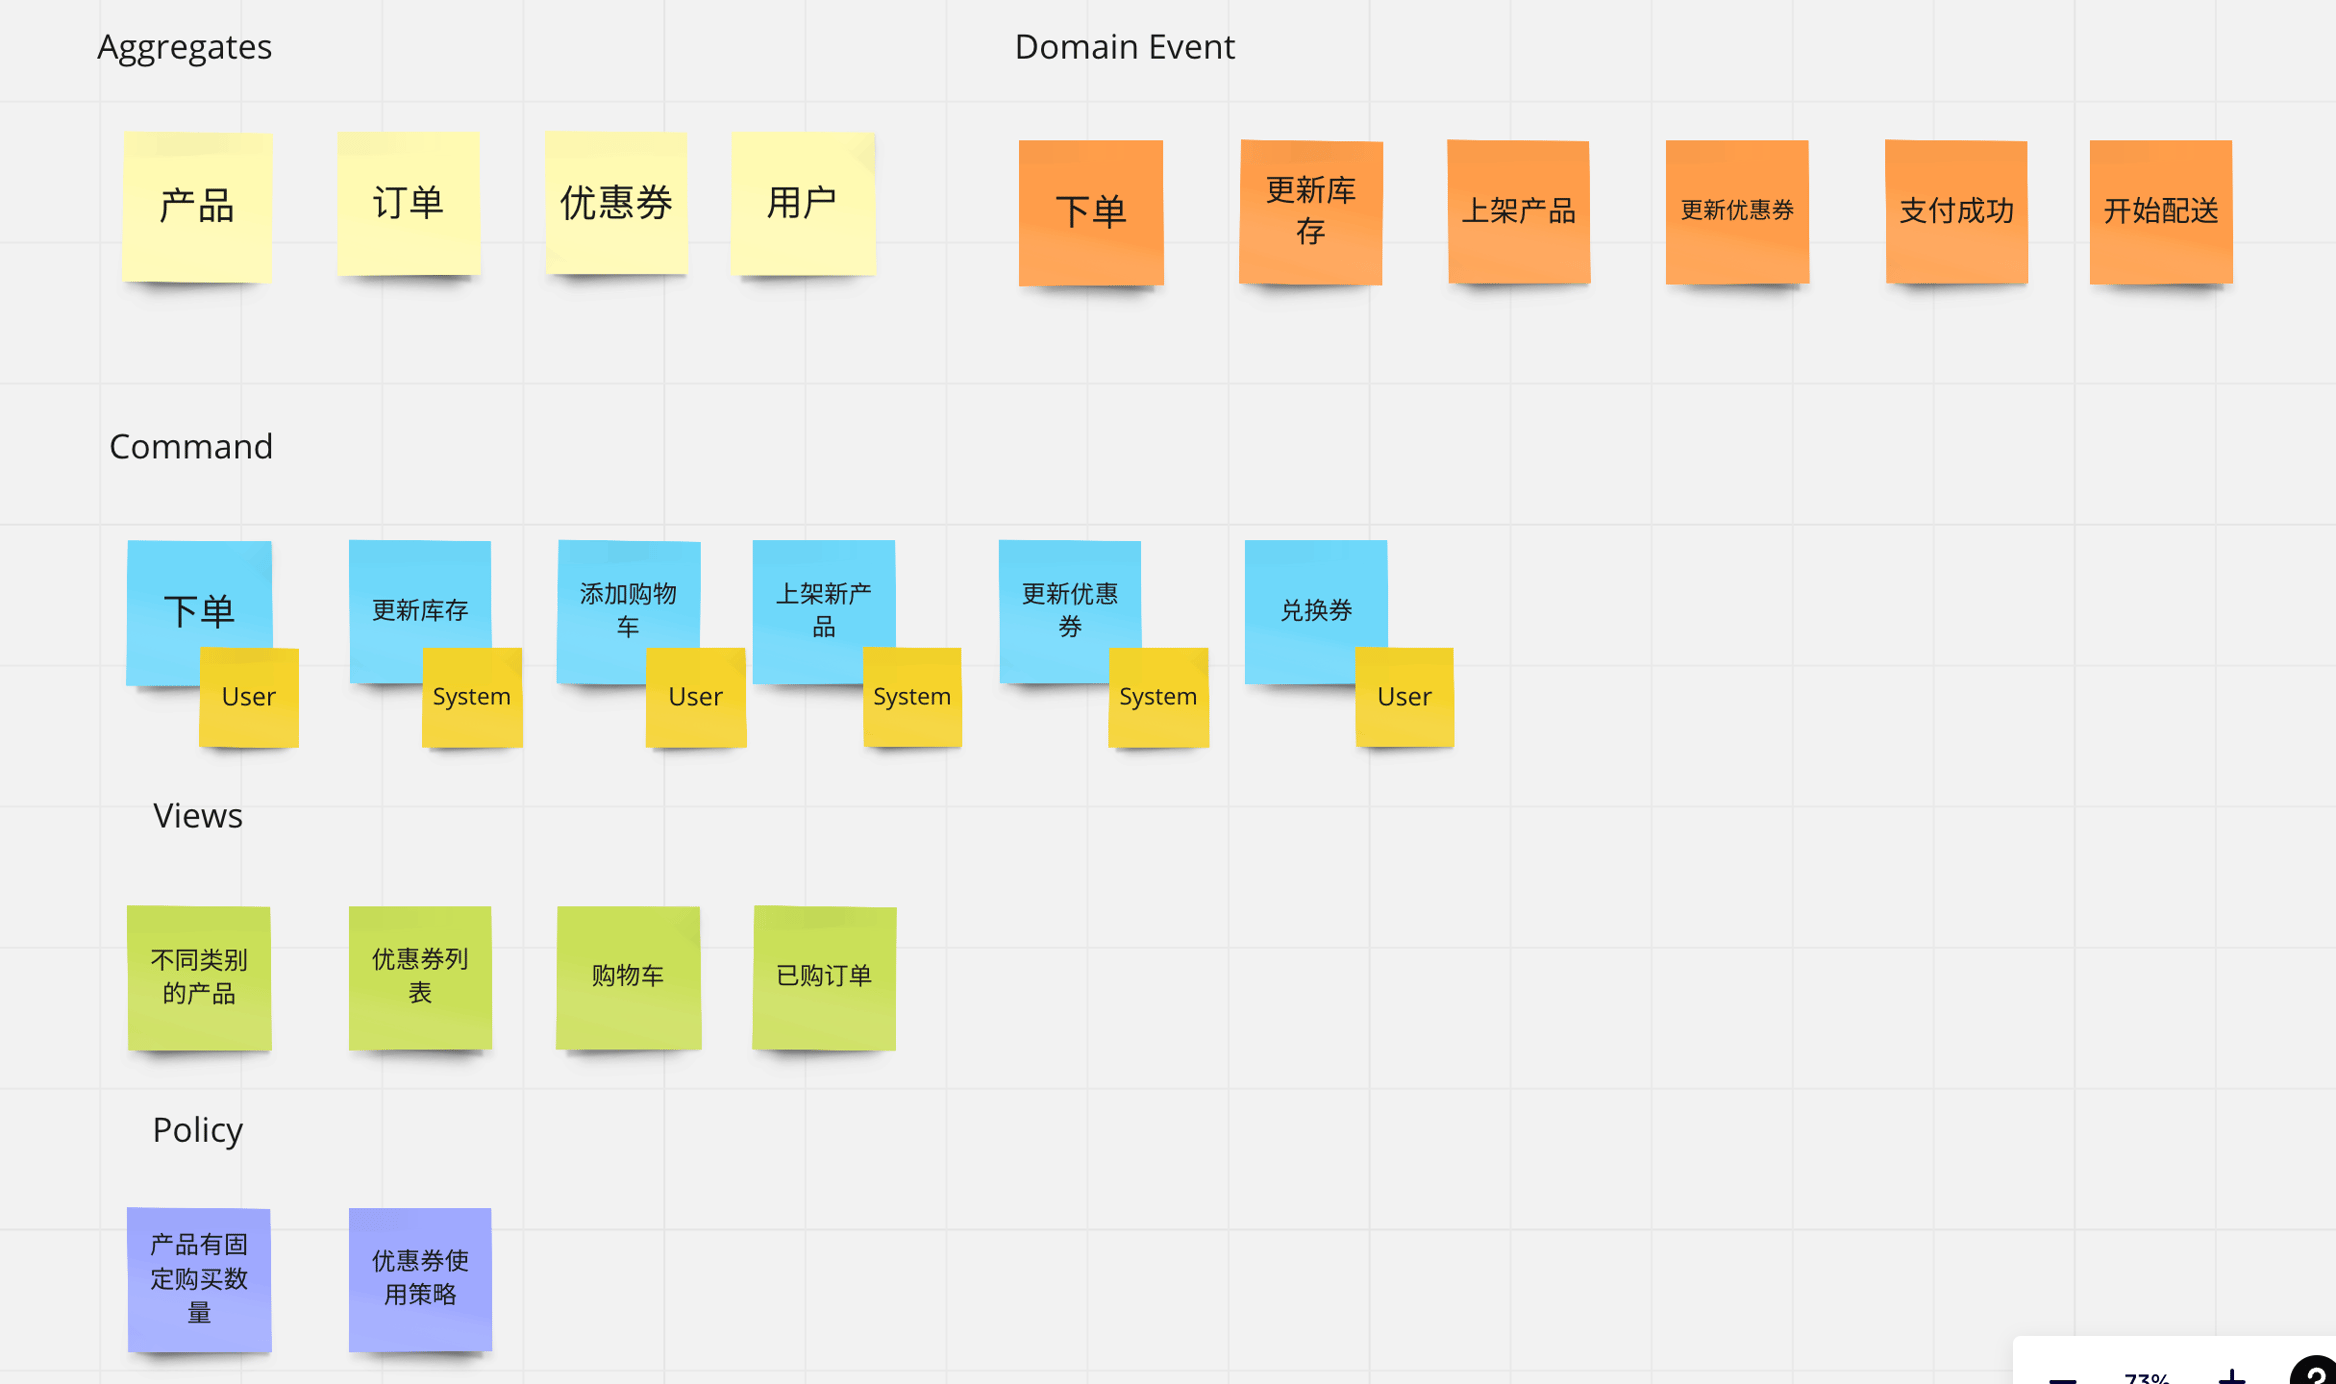 Aggregates
Domain Event
产品
订单
优惠券
用户
下单
更新库
存
上架产品
更新优惠券
支付成功
开始配送
Command
下单
User
更新库存
System
添加购物
车
User
上架新产
品
System
更新优惠
券
System
兑换券
User
Views
不同类别
的产品
优惠券列
表
购物车
已购订单
Policy
产品有固
定购买数
量
优惠券使
用策略
73%